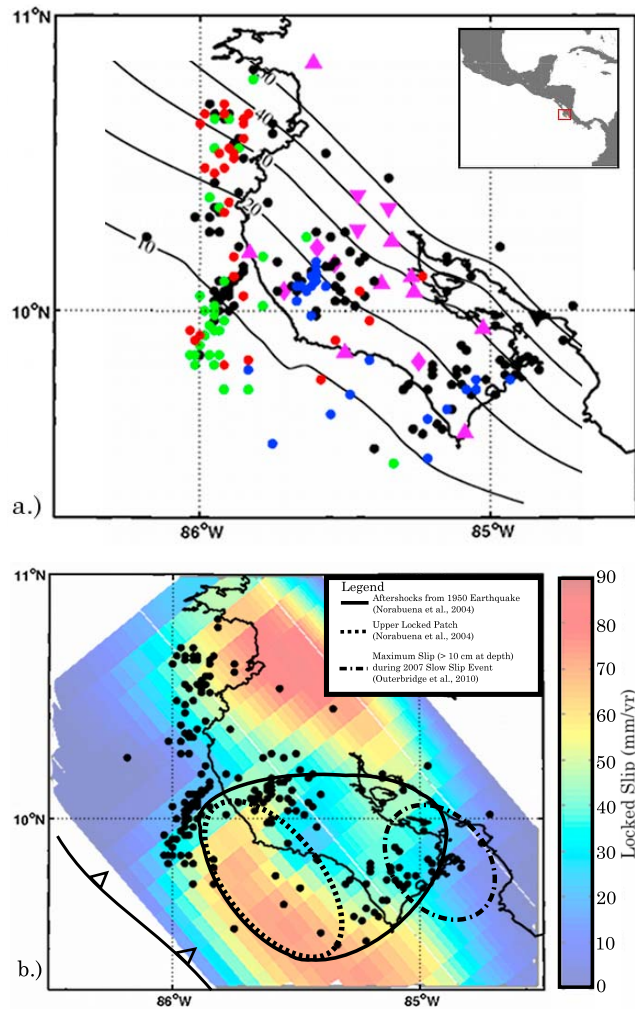 11°N
50
40
30
20
10
10°N
a.)
86°W
85°W
11°N
Legend
Aftershocks from 1950 Earthquake
(Norabuena et al., 2004)
Upper Locked Patch
(Norabuena et al., 2004)
Maximum Slip (> 10 cm at depth)
during 2007 Slow Slip Event
(Outerbridge et al., 2010)
90
80
70
60
50
40
30
20
10
0
Locked Slip (mm/yr)
10°N
b.)
86°W
85°W